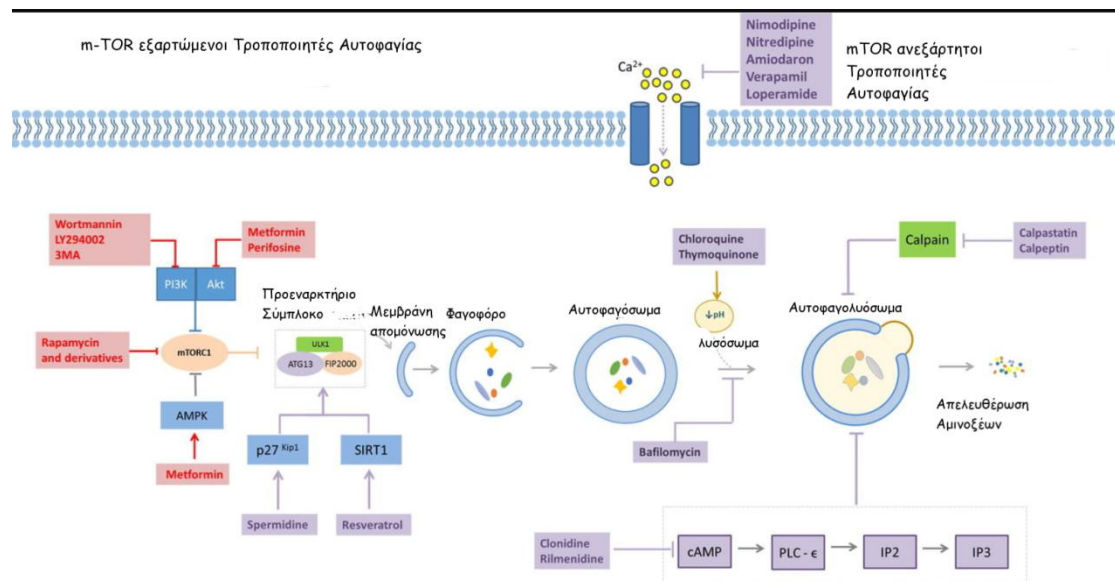 m-TOR εξαρτώμενοι Τροποποιητές Αυτοφαγίας
Ca2+
Nimodipine
Nitredipine
Amiodaron
Verapamil
Loperamide
mTOR ανεξάρτητοι
Τροποποιητές
Αυτοφαγίας
Wortmannin
LY294002
3MA
Metformin
Perifosine
PI3K
Akt
Rapamycin
and derivatives
mTORC1
AMPK
Metformin
Προεναρκτήριο
Σύμπλοκο
ULK1
ATG13
FIP2000
p27 Kip1
SIRT1
Spermidine
Resveratrol
Μεμβράνη
απομόνωσης
Φαγοφόρο
Αυτοφαγόσωμα
Chloroquine
Thymoquinone
↓pH
λυσόσωμα
Bafilomycin
Calpain
Calpastatin
Calpeptin
Αυτοφαγολυόσωμα
Απελευθέρωση
Αμινοξέων
Clonidine
Rilmenidine
cAMP
PLC - ϵ
IP2
IP3